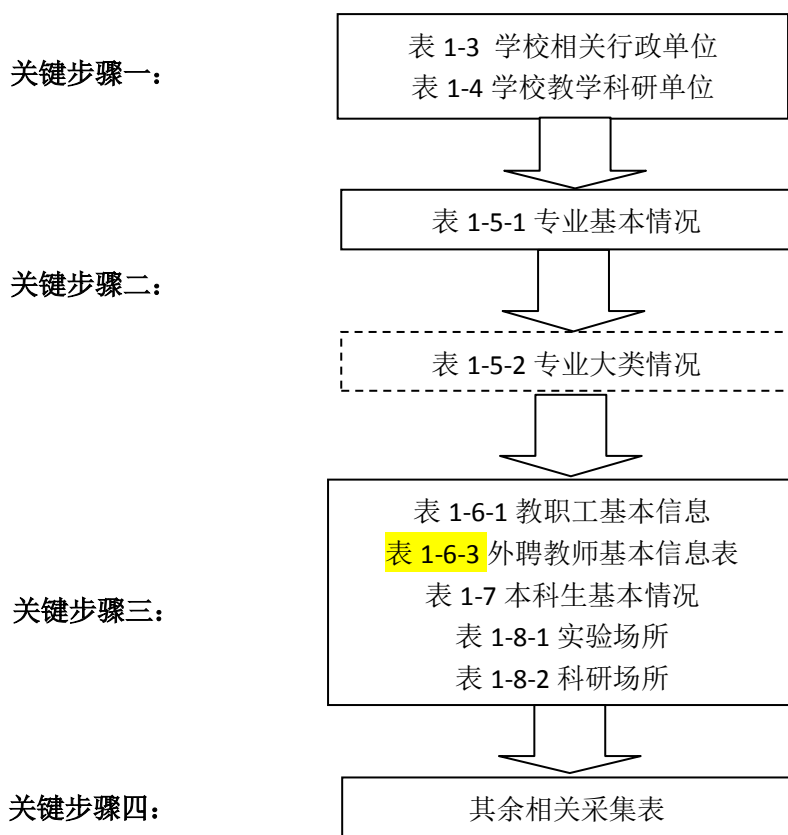 关键步骤一：
表 1-3 学校相关行政单位
表 1-4 学校教学科研单位
关键步骤二：
表 1-5-1 专业基本情况
表 1-5-2 专业大类情况
关键步骤三：
表 1-6-1 教职工基本信息
表 1-6-3 外聘教师基本信息表
表 1-7 本科生基本情况
表 1-8-1 实验场所
表 1-8-2 科研场所
关键步骤四：
其余相关采集表